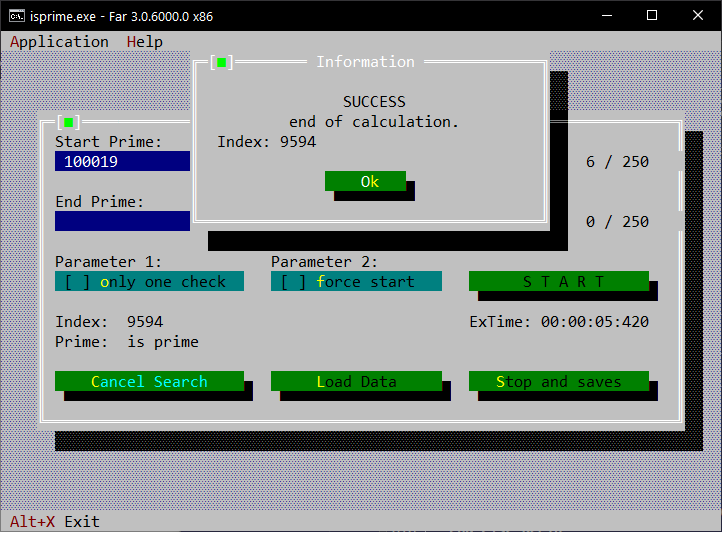 isprime.exe - Far 3.0.6000.0 x86
Application Help
Information
SUCCESS
end of calculation.
Index: 9594
Ok
Start Prime:
100019
6 / 250
End Prime:
0 / 250
Parameter 1: Parameter 2:
[ ] only one check [ ] force start S T A R T
Index: 9594 ExTime: 00:00:05:420
Prime: is prime
Cancel Search Load Data Stop and saves
Alt+X Exit